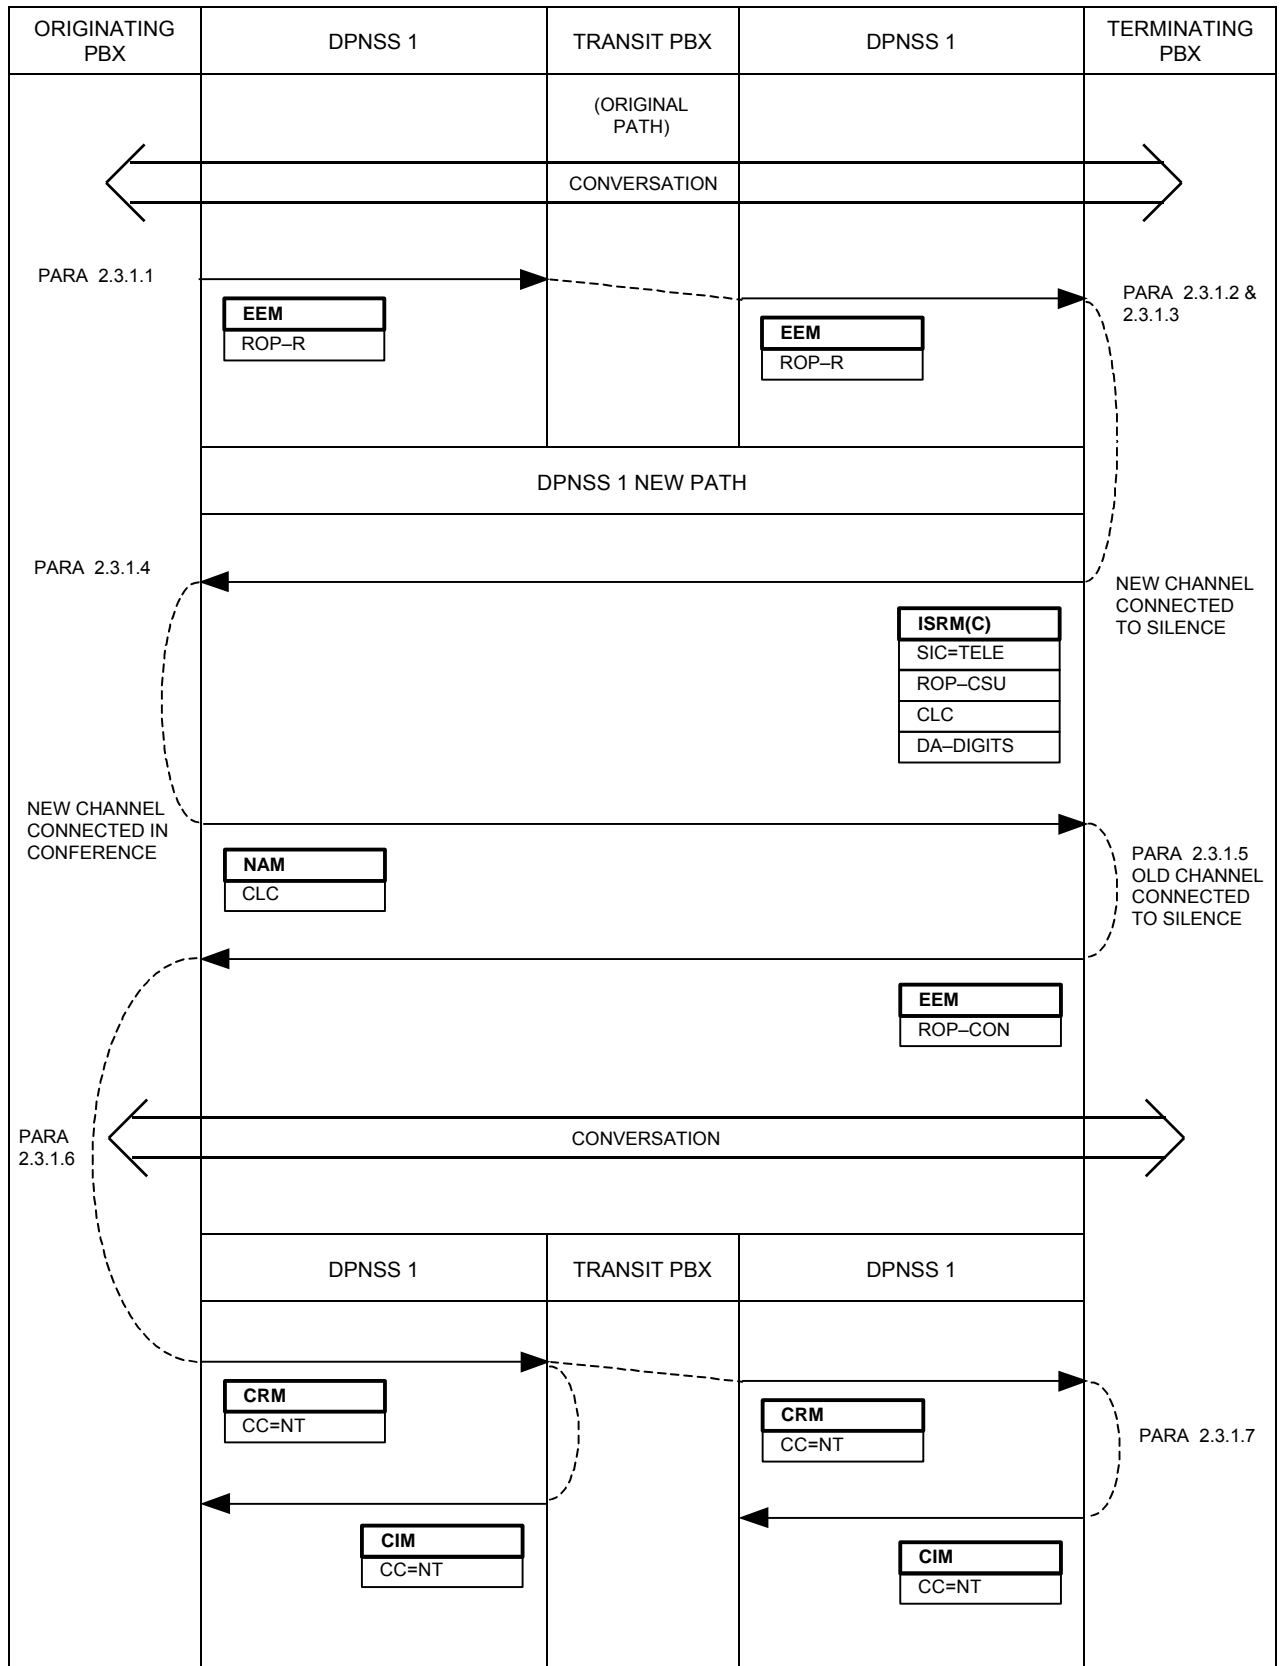 ORIGINATING
PBX
DPNSS 1
TRANSIT PBX
DPNSS 1
TERMINATING
PBX
(ORIGINAL
PATH)
CONVERSATION
PARA 2.3.1.1
EEM
ROP–R
EEM
ROP–R
PARA 2.3.1.2 &
2.3.1.3
DPNSS 1 NEW PATH
PARA 2.3.1.4
NEW CHANNEL
CONNECTED
TO SILENCE
ISRM(C)
SIC=TELE
ROP–CSU
CLC
DA–DIGITS
NEW CHANNEL
CONNECTED IN
CONFERENCE
NAM
CLC
PARA 2.3.1.5
OLD CHANNEL
CONNECTED
TO SILENCE
EEM
ROP–CON
PARA
2.3.1.6
CONVERSATION
DPNSS 1
TRANSIT PBX
DPNSS 1
CRM
CC=NT
CRM
CC=NT
PARA 2.3.1.7
CIM
CC=NT
CIM
CC=NT